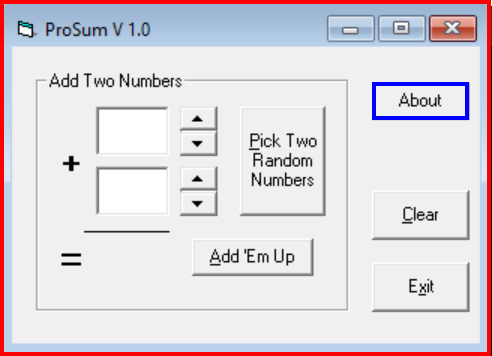 ProSum V 1.0
Add Two Numbers
About
+
Pick Two
Random
Numbers
Clear
=
Add 'Em Up
Exit